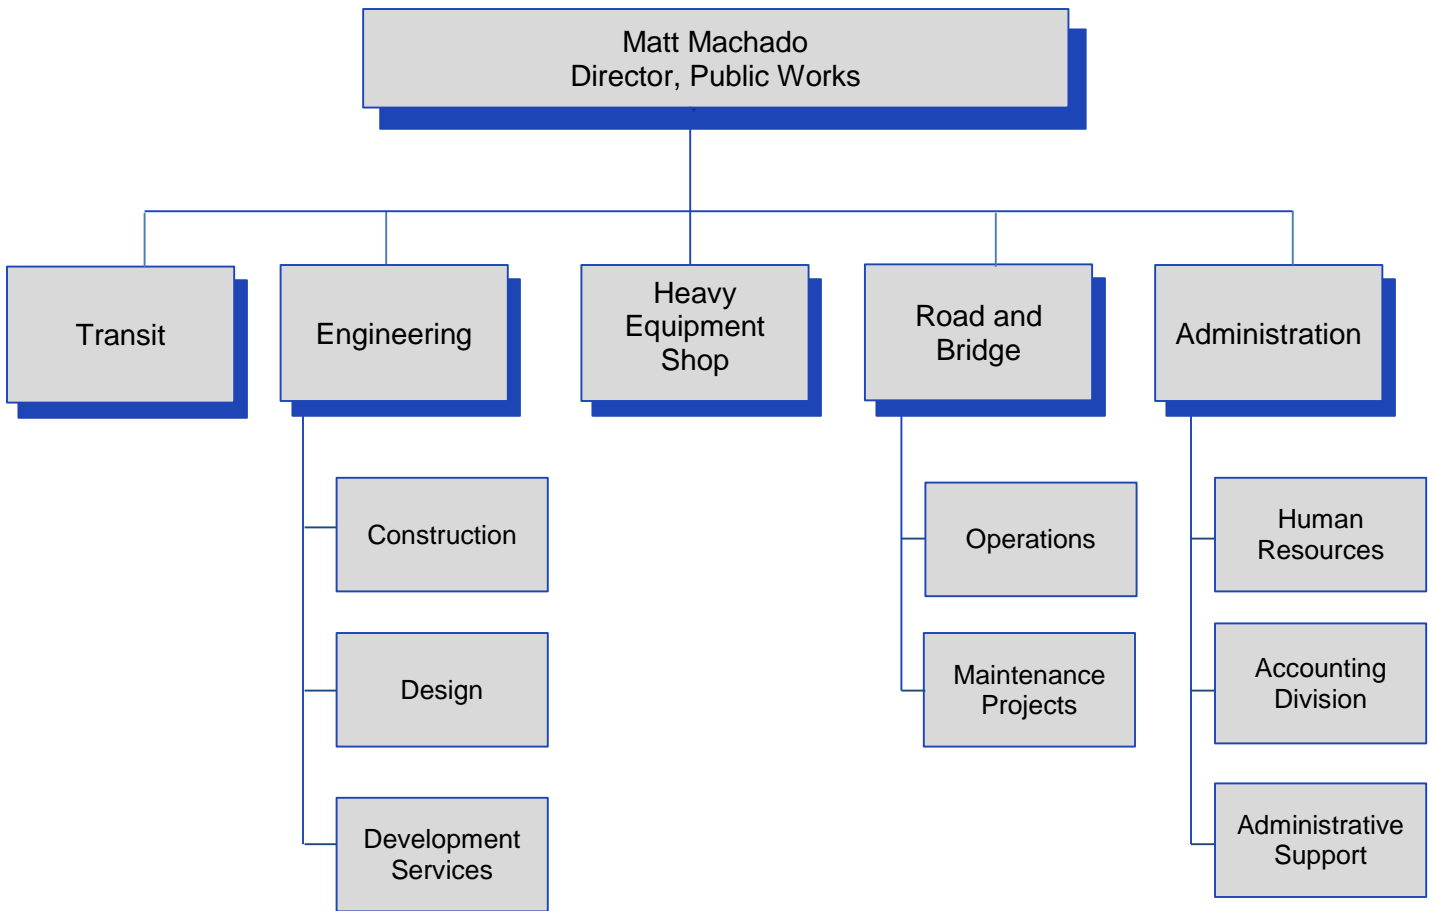 Matt Machado
Director, Public Works
Transit
Engineering
Heavy
Equipment
Shop
Road and
Bridge
Administration
Construction
Design
Development
Services
Operations
Maintenance
Projects
Human
Resources
Accounting
Division
Administrative
Support